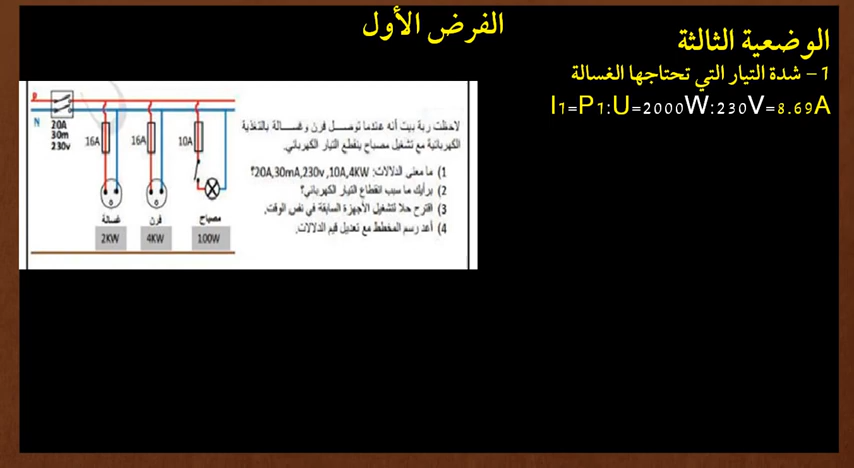 الفرض الأول
الوضعية الثالثة
1- شدة التيار التي تحتاجها الغسالة
I1=P1:U=2000W:230V=8.69A
لاحظت ربة بيت أنه عندما توصل فرن وغسالة بالتغذية
الكهربائية مع تشغيل مصباح ينقطع التيار الكهربائي.
1) ما معنى الدلالات: 20A,30mA,230v ,10A,4KW؟
2) برأيك ما سبب انقطاع التيار الكهربائي؟
3) اقترح حلا لتشغيل الأجهزة السابقة في نفس الوقت.
4) أعد رسم المخطط مع تعديل قيم الدلالات.
P
N
20A
30m
230v
16A
16A
10A
غسالة
فرن
مصباح
2KW
4KW
100W